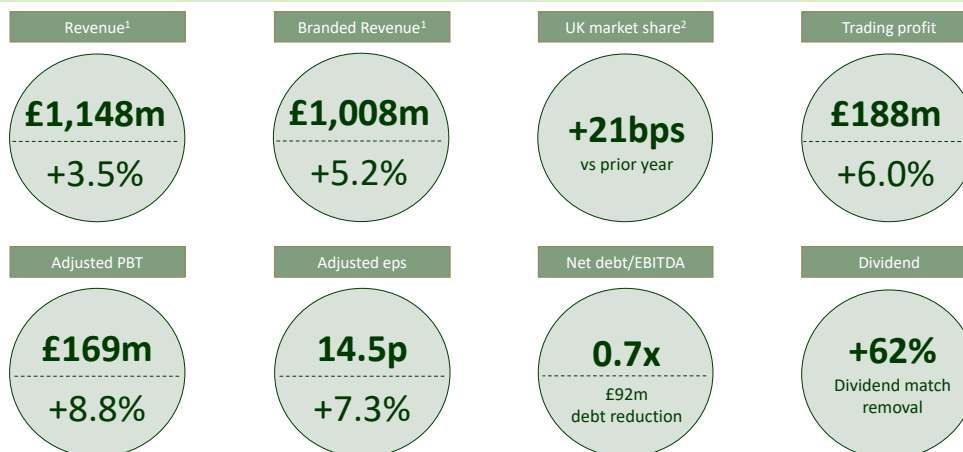 Revenue¹
Branded Revenue¹
UK market share²
Trading profit
£1,148m
+3.5%
£1,008m
+5.2%
+21bps
vs prior year
£188m
+6.0%
Adjusted PBT
Adjusted eps
Net debt/EBITDA
Dividend
£169m
+8.8%
14.5p
+7.3%
0.7x
£92m
debt reduction
+62%
Dividend match
removal